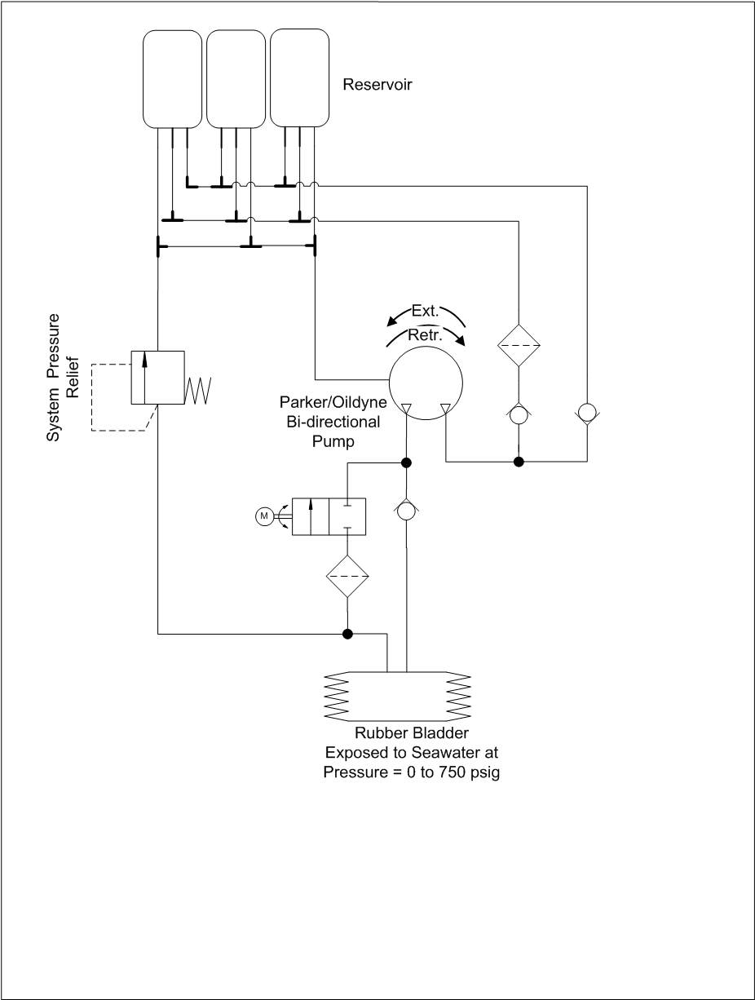 Reservoir
Ext.
Retr.
System Pressure
Relief
Parker/Oildyne
Bi-directional
Pump
M
Rubber Bladder
Exposed to Seawater at
Pressure = 0 to 750 psig